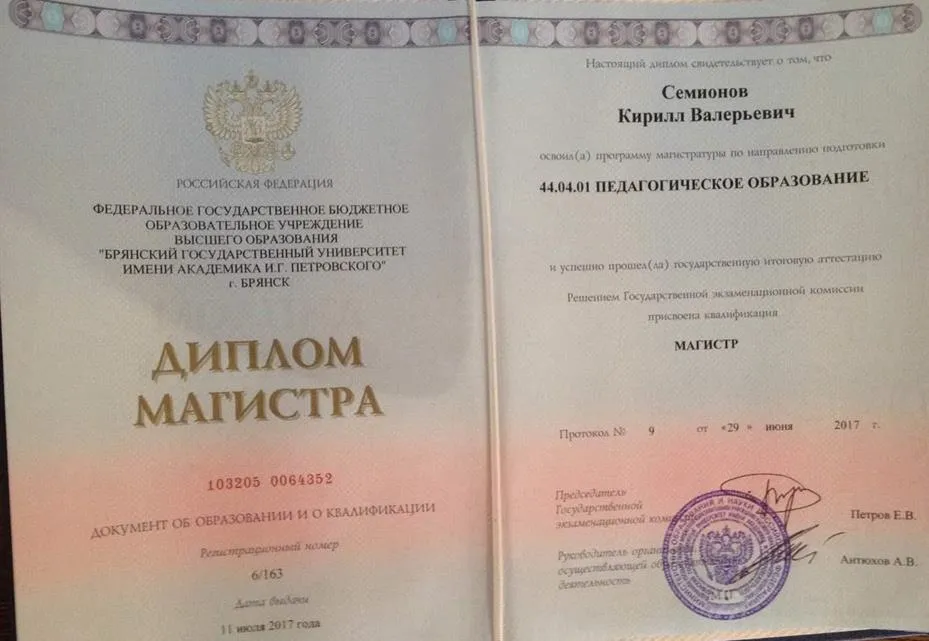 РОССИЙСКАЯ ФЕДЕРАЦИЯ
ФЕДЕРАЛЬНОЕ ГОСУДАРСТВЕННОЕ БЮДЖЕТНОЕ
ОБРАЗОВАТЕЛЬНОЕ УЧРЕЖДЕНИЕ
ВЫСШЕГО ОБРАЗОВАНИЯ
"БРЯНСКИЙ ГОСУДАРСТВЕННЫЙ УНИВЕРСИТЕТ
ИМЕНИ АКАДЕМИКА И.Г. ПЕТРОВСКОГО"
г. БРЯНСК
ДИПЛОМ
МАГИСТРА
103205 0064352
ДОКУМЕНТ ОБ ОБРАЗОВАНИИ И О КВАЛИФИКАЦИИ
Регистрационный номер
6/163
Дата выдачи
11 июля 2017 года
Настоящий диплом свидетельствует о том, что
Семионов
Кирилл Валерьевич
освоил(а) программу магистратуры по направлению подготовки
44.04.01 ПЕДАГОГИЧЕСКОЕ ОБРАЗОВАНИЕ
и успешно прошел(ла) государственную итоговую аттестацию
Решением Государственной экзаменационной комиссии
присвоена квалификация
МАГИСТР
Протокол № 9 от «29 » июня 2017 г.
Председатель
Государственной
экзаменационной
Петров Е.В.
Руководитель
осуществляющей
деятельность
Антюхов А.В.